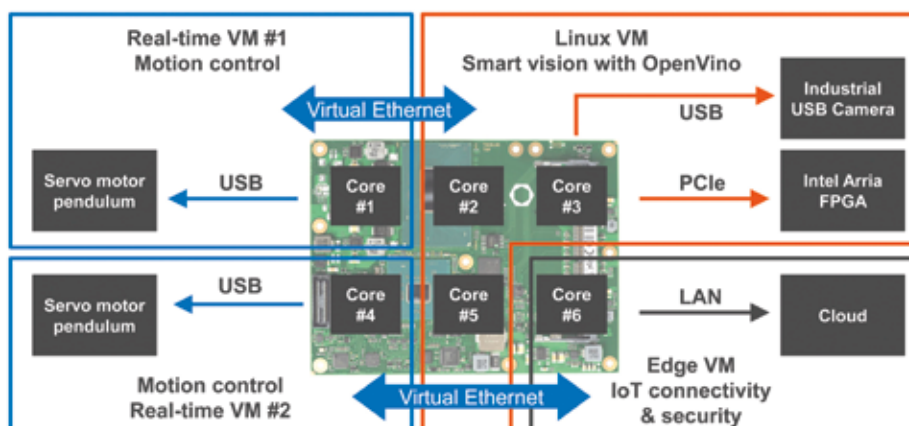 Real-time VM #1
Motion control
Linux VM
Smart vision with OpenVino
Virtual Ethernet
USB
Industrial
USB Camera
Servo motor
pendulum
USB
Core
#1
Core
#2
Core
#3
PCIe
Intel Arria
FPGA
Servo motor
pendulum
USB
Core
#4
Core
#5
Core
#6
LAN
Cloud
Motion control
Real-time VM #2
Virtual Ethernet
Edge VM
IoT connectivity
& security